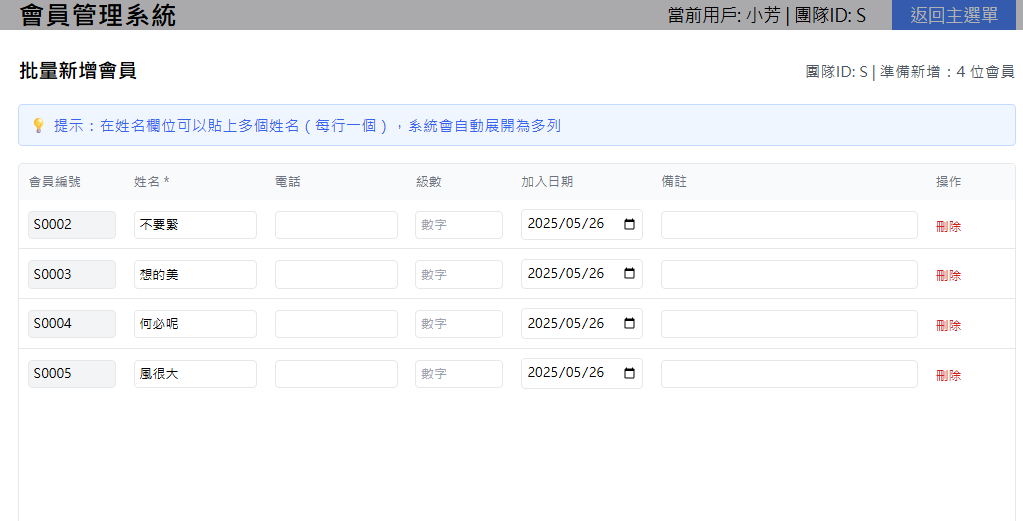 會員管理系統 當前用戶: 小芳 | 團隊ID: S 返回主選單
批量新增會員 團隊ID: S | 準備新增：4 位會員
💡 提示：在姓名欄位可以貼上多個姓名（每行一個），系統會自動展開為多列
會員編號 姓名 * 電話 級數 加入日期 備註 操作
S0002 不要緊 數字 2025/05/26 刪除
S0003 想的美 數字 2025/05/26 刪除
S0004 何必呢 數字 2025/05/26 刪除
S0005 風很大 數字 2025/05/26 刪除